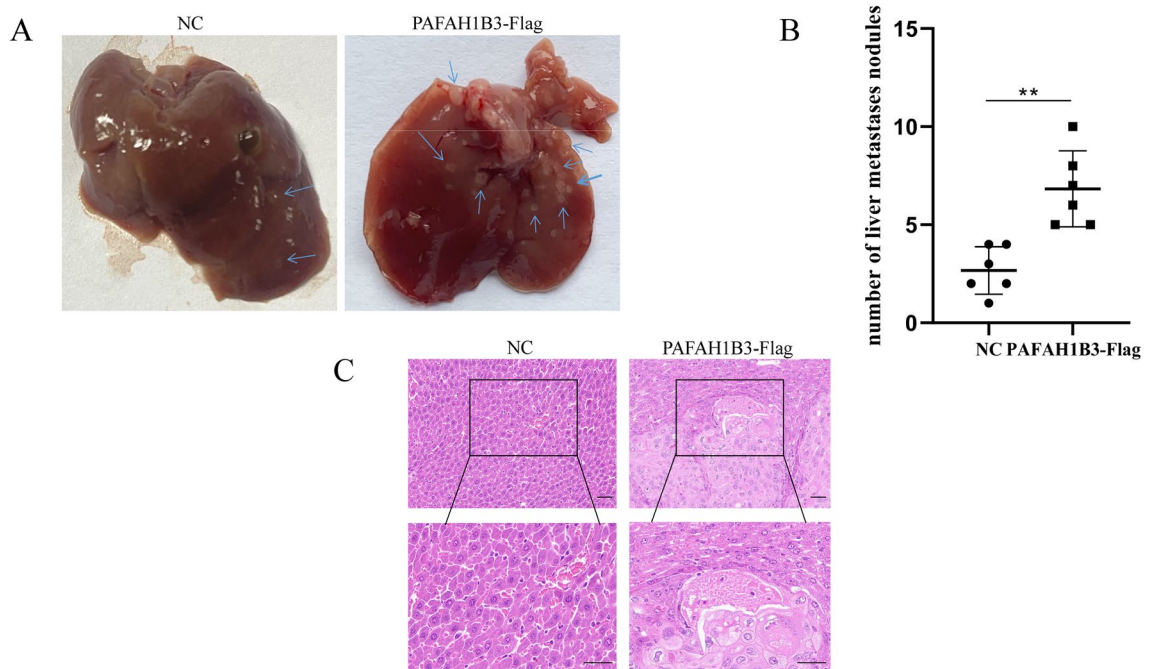 A
NC
PAFAH1B3-Flag
B
number of liver metastases nodules
15
10
5
0
**
NC
PAFAH1B3-Flag
C
NC
PAFAH1B3-Flag